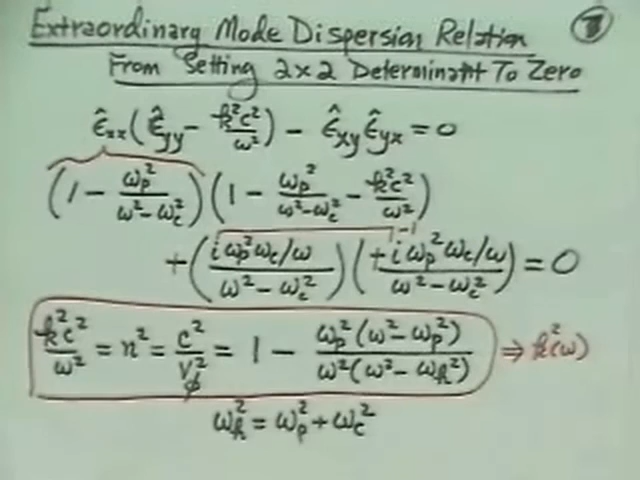 Extraordinary Mode Dispersion Relation ⑦
From Setting 2x2 Determinant To Zero
ε̂xx(ε̂yy − k²c²/ω²) − ε̂xy ε̂yx = 0
(1 − ωp²/(ω² − ωc²))(1 − ωp²/(ω² − ωc²) − k²c²/ω²)
+(iωp²ωc/ω / (ω² − ωc²))(+iωp²ωc/ω / (ω² − ωc²)) = 0
k²c²/ω² = n² = c²/Vφ² = 1 − ωp²(ω² − ωp²)/(ω²(ω² − ωh²)) ⇒ k²(ω)
ωh² = ωp² + ωc²